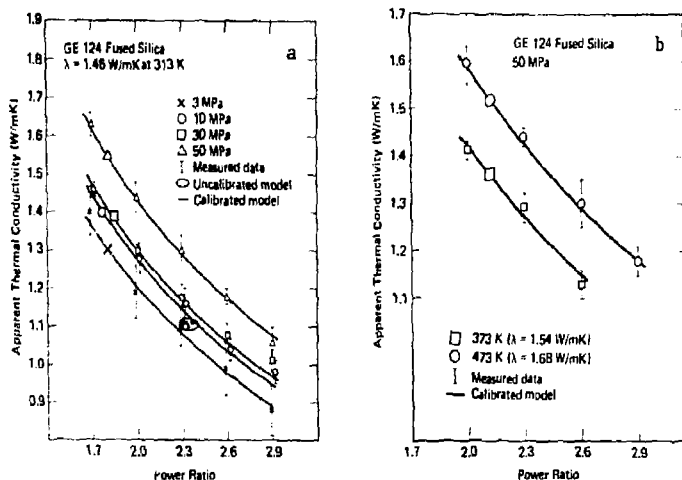 a
GE 124 Fused Silica
λ = 1.46 W/mK at 313 K
× 3 MPa
○ 10 MPa
□ 30 MPa
△ 50 MPa
Measured data
Uncalibrated model
Calibrated model
Apparent Thermal Conductivity (W/mK)
1.9
1.8
1.7
1.6
1.5
1.4
1.3
1.2
1.1
1.0
0.9
1.7
2.0
2.3
2.6
2.9
Power Ratio
b
GE 124 Fused Silica
50 MPa
Apparent Thermal Conductivity (W/mK)
1.7
1.6
1.5
1.4
1.3
1.2
1.1
□ 373 K (λ = 1.54 W/mK)
○ 473 K (λ = 1.68 W/mK)
Measured data
Calibrated model
2.0
2.3
2.6
2.9
Power Ratio